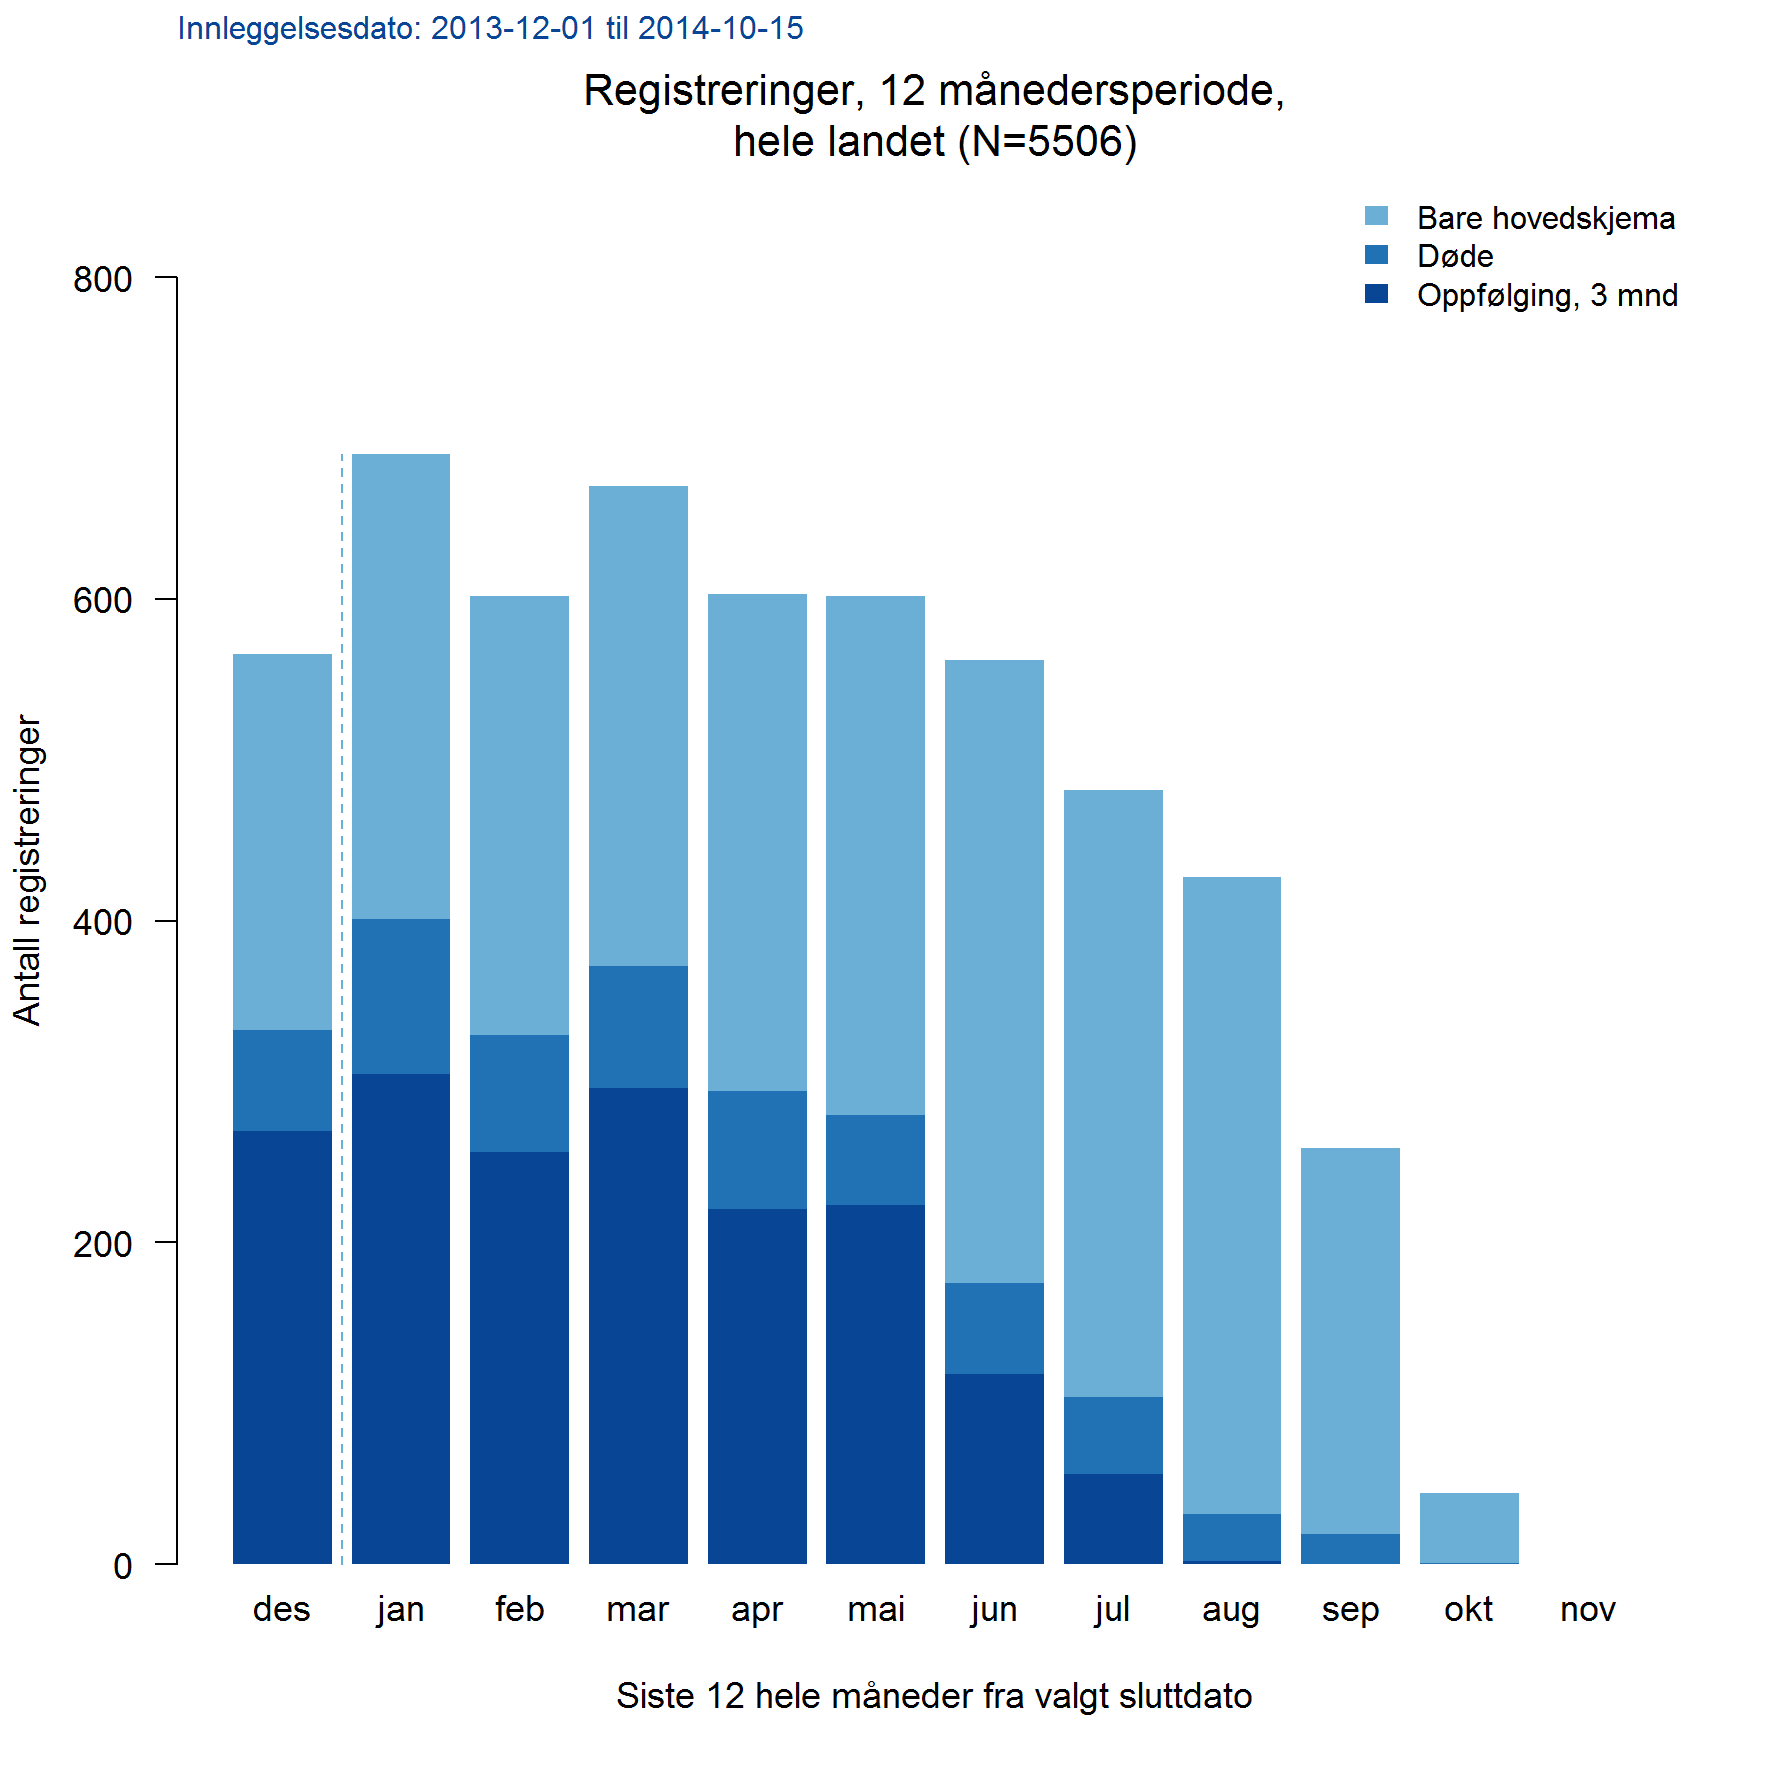 Innleggelsesdato: 2013-12-01 til 2014-10-15
Registreringer, 12 månedersperiode,
hele landet (N=5506)
Bare hovedskjema
Døde
Oppfølging, 3 mnd
800
600
400
200
0
Antall registreringer
des jan feb mar apr mai jun jul aug sep okt nov
Siste 12 hele måneder fra valgt sluttdato